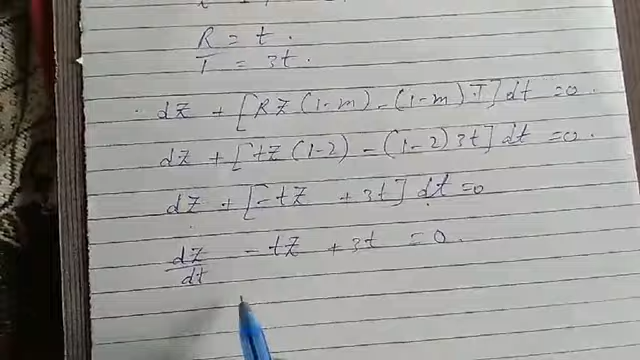 R = t.
T = 3t.
dz + [Rz(1-m) - (1-m)T]dt = 0.
dz + [tz(1-2) - (1-2)3t]dt = 0.
dz + [-tz + 3t]dt = 0
dz/dt - tz + 3t = 0.